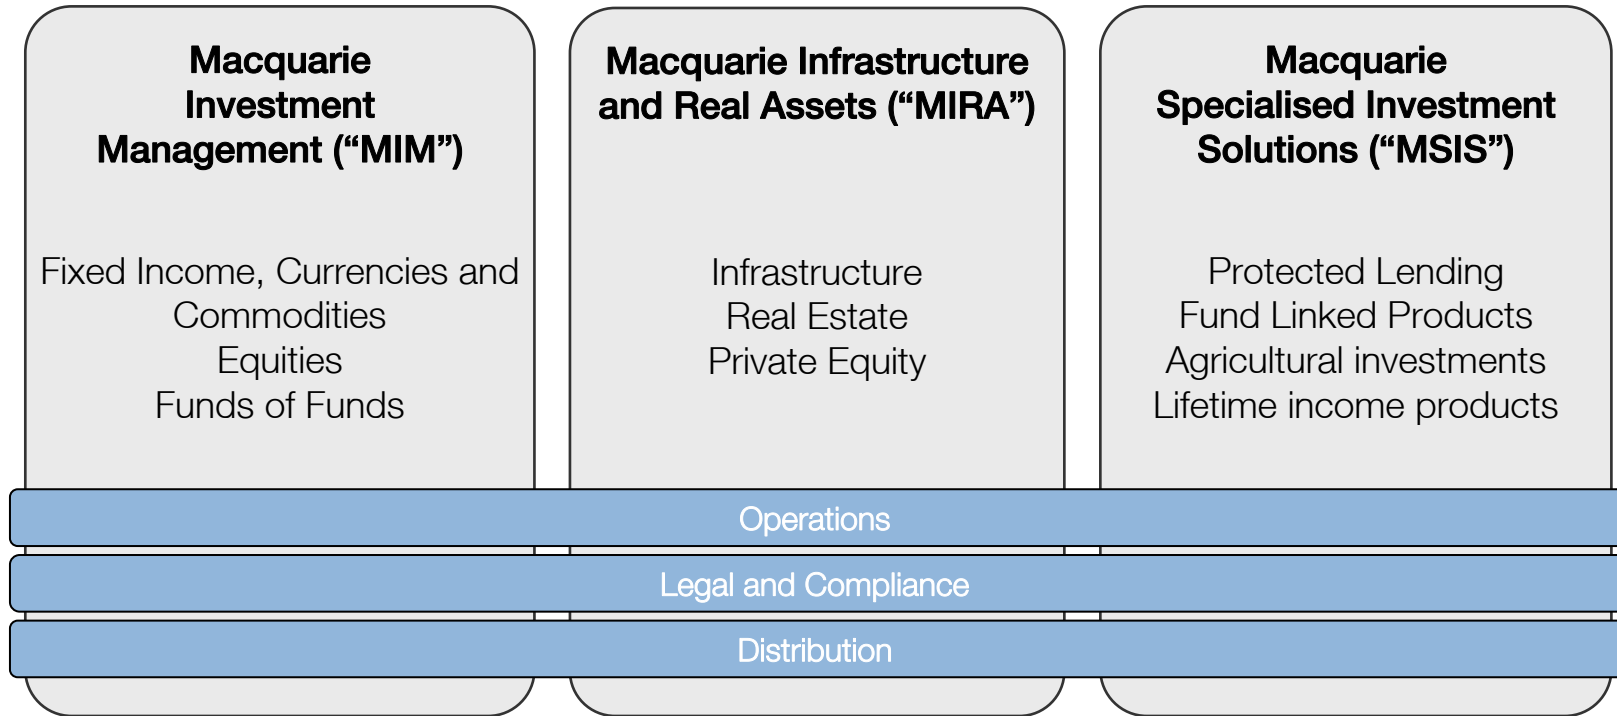 Macquarie
Investment
Management (“MIM”)
Fixed Income, Currencies and
Commodities
Equities
Funds of Funds
Macquarie Infrastructure
and Real Assets (“MIRA”)
Infrastructure
Real Estate
Private Equity
Macquarie
Specialised Investment
Solutions (“MSIS”)
Protected Lending
Fund Linked Products
Agricultural investments
Lifetime income products
Operations
Legal and Compliance
Distribution